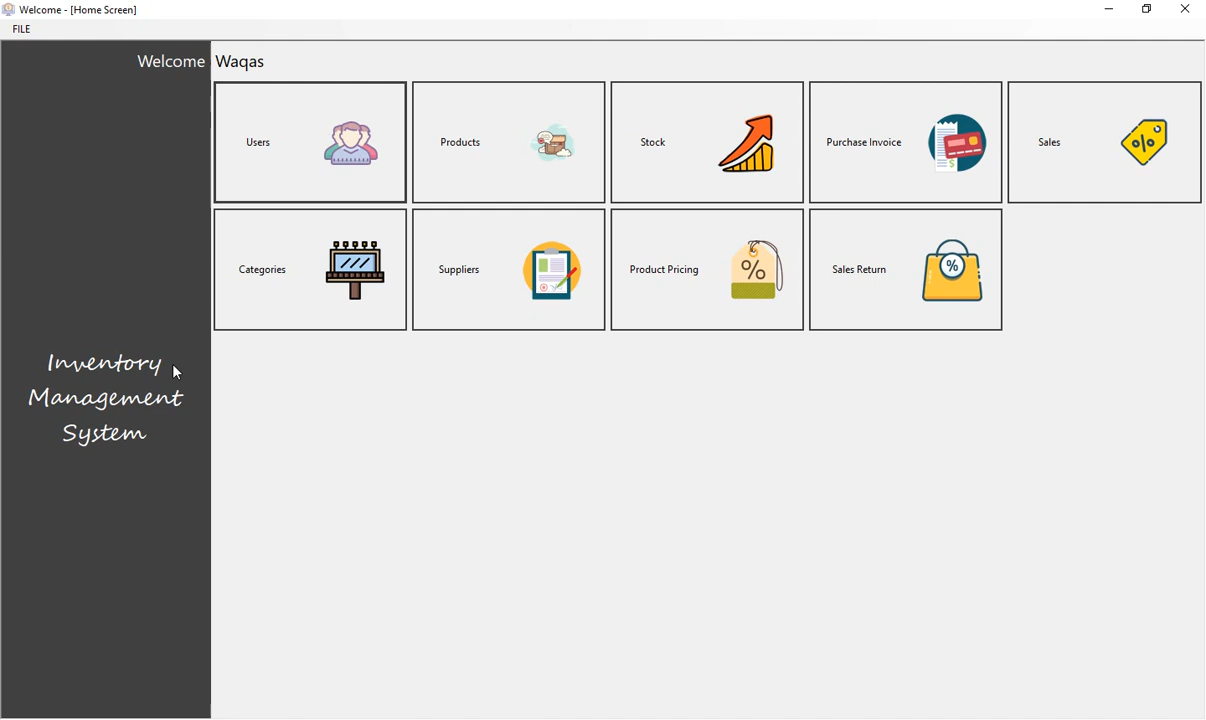 Welcome - [Home Screen]
FILE
Welcome Waqas
Users
Products
Stock
Purchase Invoice
Sales
Categories
Suppliers
Product Pricing
Sales Return
Inventory
Management
System